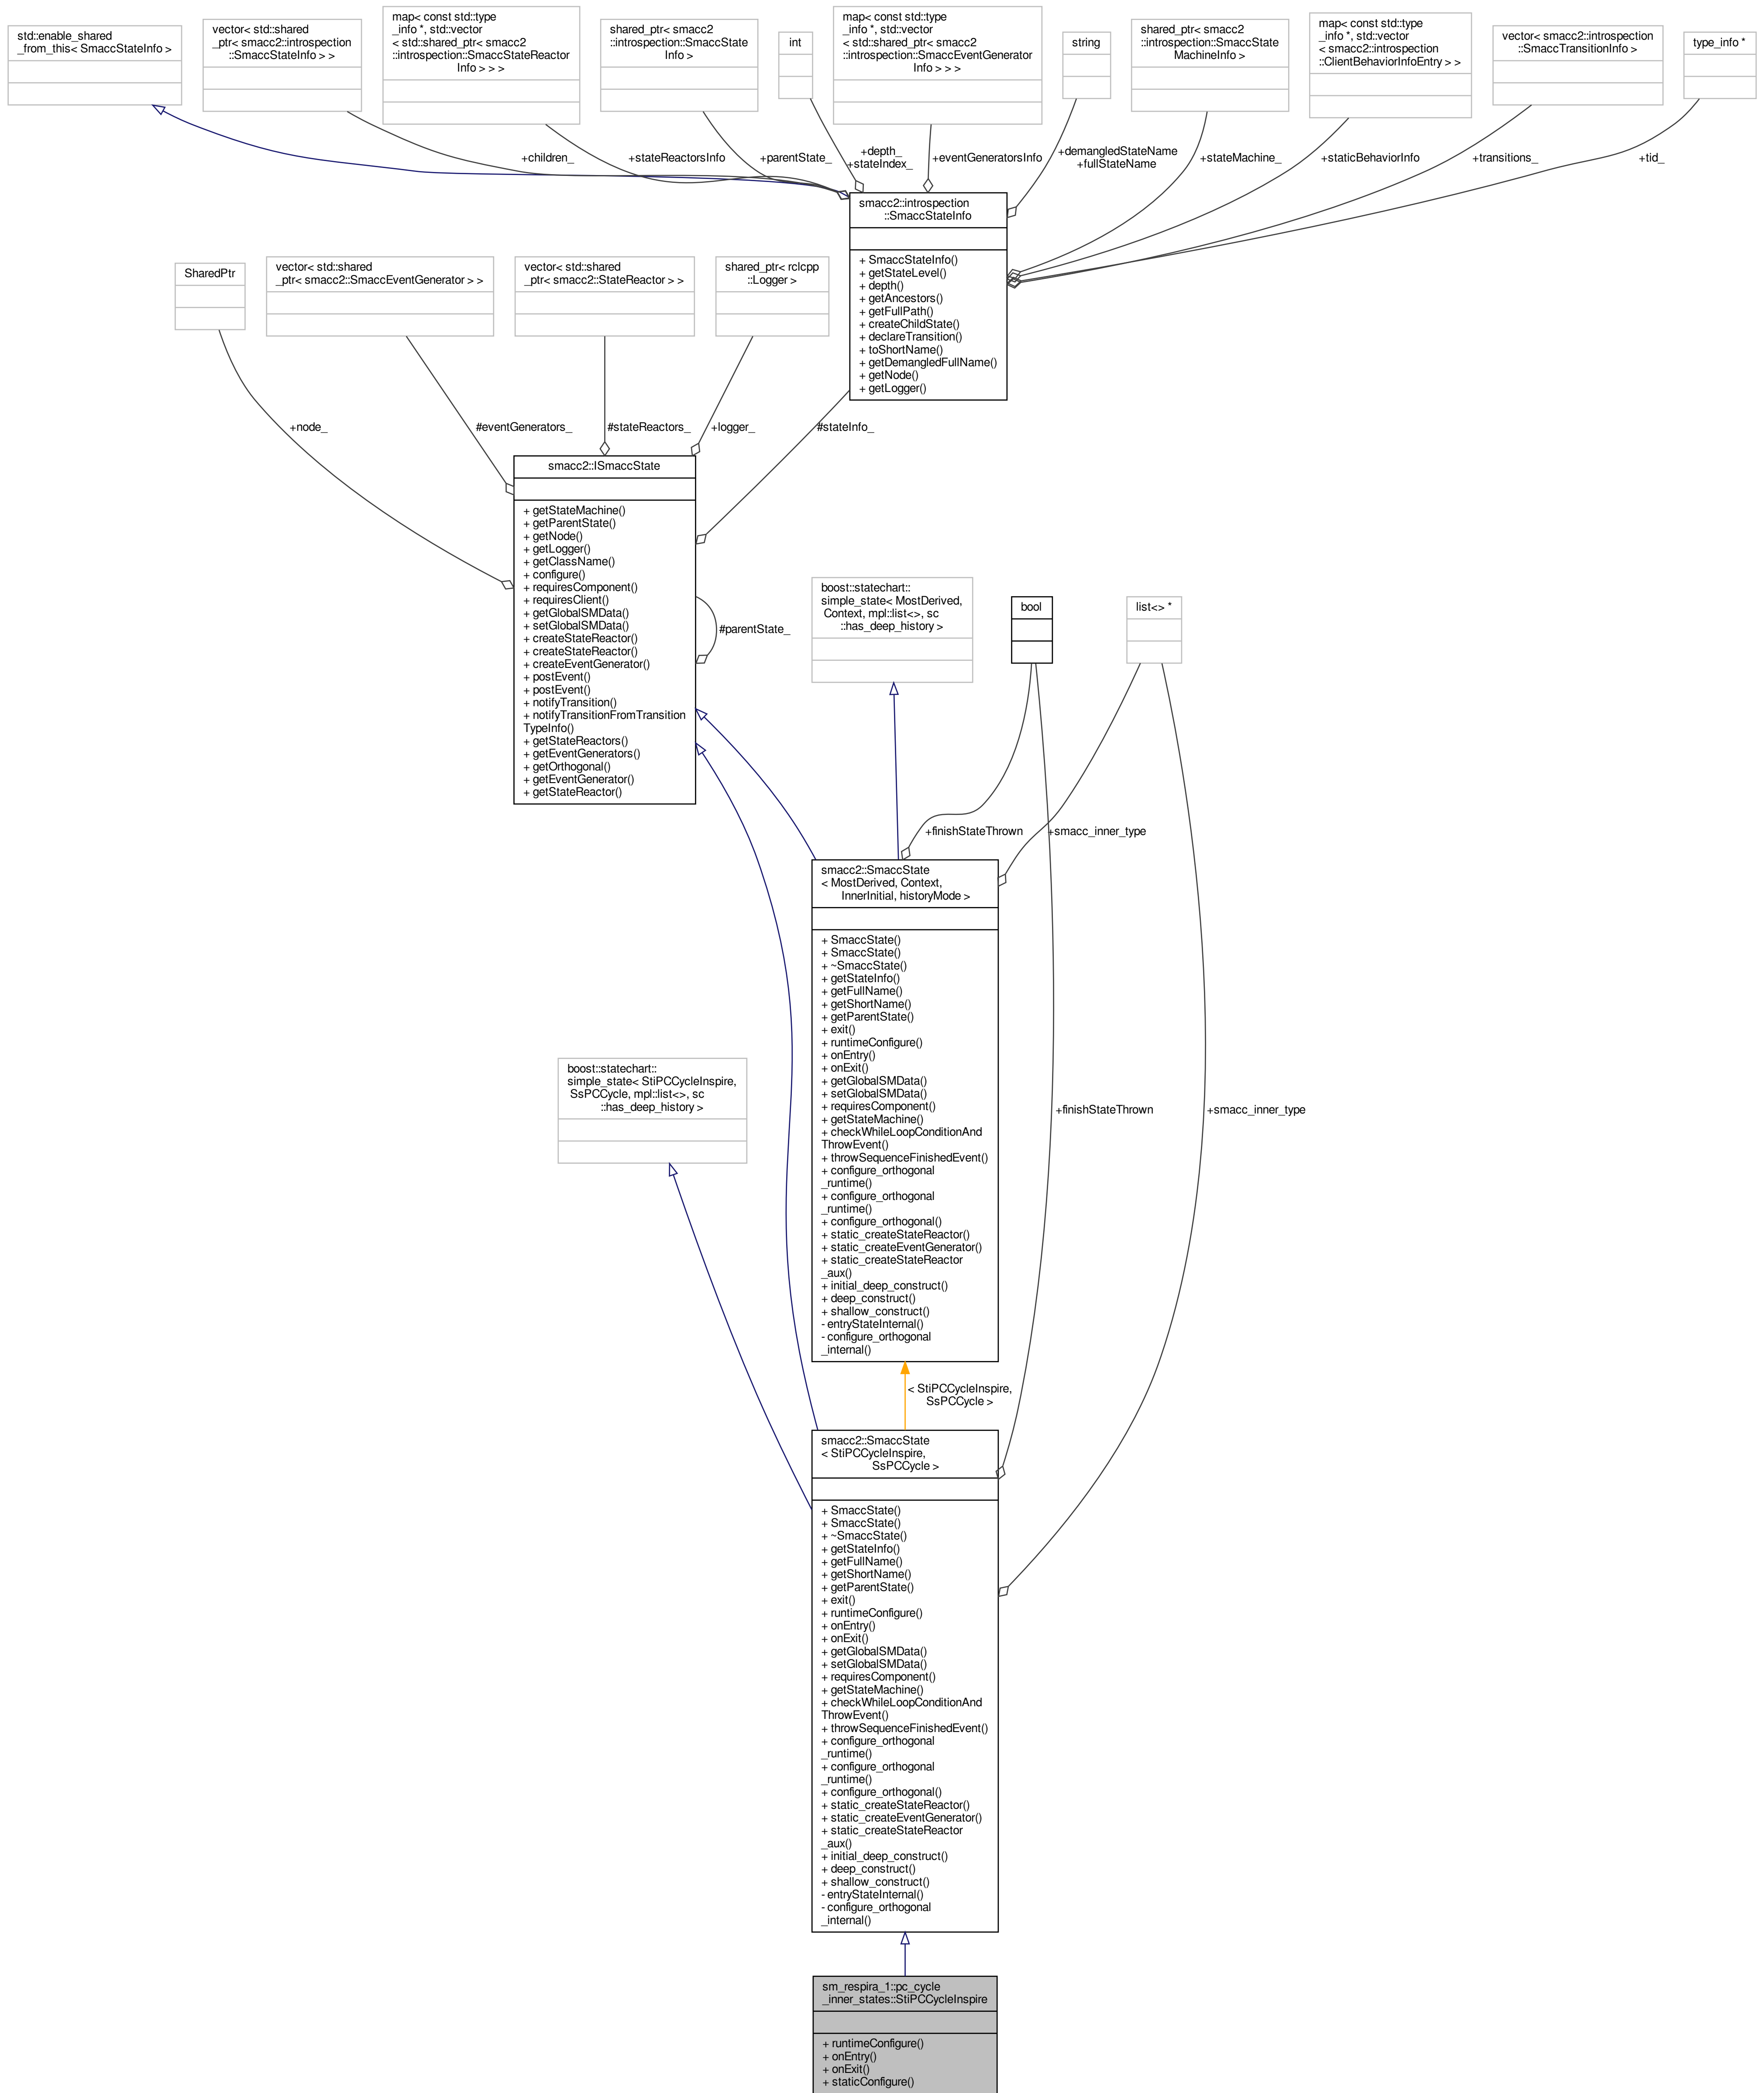 std::enable_shared
_from_this< SmaccStateInfo >
vector< std::shared
_ptr< smacc2::introspection
::SmaccStateInfo > >
map< const std::type
_info *, std::vector
< std::shared_ptr< smacc2
::introspection::SmaccStateReactor
Info > > >
shared_ptr< smacc2
::introspection::SmaccState
Info >
int
map< const std::type
_info *, std::vector
< std::shared_ptr< smacc2
::introspection::SmaccEventGenerator
Info > > >
string
shared_ptr< smacc2
::introspection::SmaccState
MachineInfo >
map< const std::type
_info *, std::vector
< smacc2::introspection
::ClientBehaviorInfoEntry > >
vector< smacc2::introspection
::SmaccTransitionInfo >
type_info *
+children_
+stateReactorsInfo
+parentState_
+depth_
+stateIndex_
+eventGeneratorsInfo
+demangledStateName
+fullStateName
+stateMachine_
+staticBehaviorInfo
+transitions_
+tid_
smacc2::introspection
::SmaccStateInfo
+ SmaccStateInfo()
+ getStateLevel()
+ depth()
+ getAncestors()
+ getFullPath()
+ createChildState()
+ declareTransition()
+ toShortName()
+ getDemangledFullName()
+ getNode()
+ getLogger()
SharedPtr
vector< std::shared
_ptr< smacc2::SmaccEventGenerator > >
vector< std::shared
_ptr< smacc2::StateReactor > >
shared_ptr< rclcpp
::Logger >
+node_
#eventGenerators_
#stateReactors_
+logger_
#stateInfo_
smacc2::ISmaccState
+ getStateMachine()
+ getParentState()
+ getNode()
+ getLogger()
+ getClassName()
+ configure()
+ requiresComponent()
+ requiresClient()
+ getGlobalSMData()
+ setGlobalSMData()
+ createStateReactor()
+ createStateReactor()
+ createEventGenerator()
+ postEvent()
+ postEvent()
+ notifyTransition()
+ notifyTransitionFromTransition
TypeInfo()
+ getStateReactors()
+ getEventGenerators()
+ getOrthogonal()
+ getEventGenerator()
+ getStateReactor()
#parentState_
boost::statechart::
simple_state< MostDerived,
Context, mpl::list<>, sc
::has_deep_history >
bool
list<> *
+finishStateThrown
+smacc_inner_type
smacc2::SmaccState
< MostDerived, Context,
InnerInitial, historyMode >
+ SmaccState()
+ SmaccState()
+ ~SmaccState()
+ getStateInfo()
+ getFullName()
+ getShortName()
+ getParentState()
+ exit()
+ runtimeConfigure()
+ onEntry()
+ onExit()
+ getGlobalSMData()
+ setGlobalSMData()
+ requiresComponent()
+ getStateMachine()
+ checkWhileLoopConditionAnd
ThrowEvent()
+ throwSequenceFinishedEvent()
+ configure_orthogonal
_runtime()
+ configure_orthogonal
_runtime()
+ configure_orthogonal()
+ static_createStateReactor()
+ static_createEventGenerator()
+ static_createStateReactor
_aux()
+ initial_deep_construct()
+ deep_construct()
+ shallow_construct()
- entryStateInternal()
- configure_orthogonal
_internal()
boost::statechart::
simple_state< StiPCCycleInspire,
SsPCCycle, mpl::list<>, sc
::has_deep_history >
+finishStateThrown
+smacc_inner_type
< StiPCCycleInspire,
SsPCCycle >
smacc2::SmaccState
< StiPCCycleInspire,
SsPCCycle >
+ SmaccState()
+ SmaccState()
+ ~SmaccState()
+ getStateInfo()
+ getFullName()
+ getShortName()
+ getParentState()
+ exit()
+ runtimeConfigure()
+ onEntry()
+ onExit()
+ getGlobalSMData()
+ setGlobalSMData()
+ requiresComponent()
+ getStateMachine()
+ checkWhileLoopConditionAnd
ThrowEvent()
+ throwSequenceFinishedEvent()
+ configure_orthogonal
_runtime()
+ configure_orthogonal
_runtime()
+ configure_orthogonal()
+ static_createStateReactor()
+ static_createEventGenerator()
+ static_createStateReactor
_aux()
+ initial_deep_construct()
+ deep_construct()
+ shallow_construct()
- entryStateInternal()
- configure_orthogonal
_internal()
sm_respira_1::pc_cycle
_inner_states::StiPCCycleInspire
+ runtimeConfigure()
+ onEntry()
+ onExit()
+ staticConfigure()